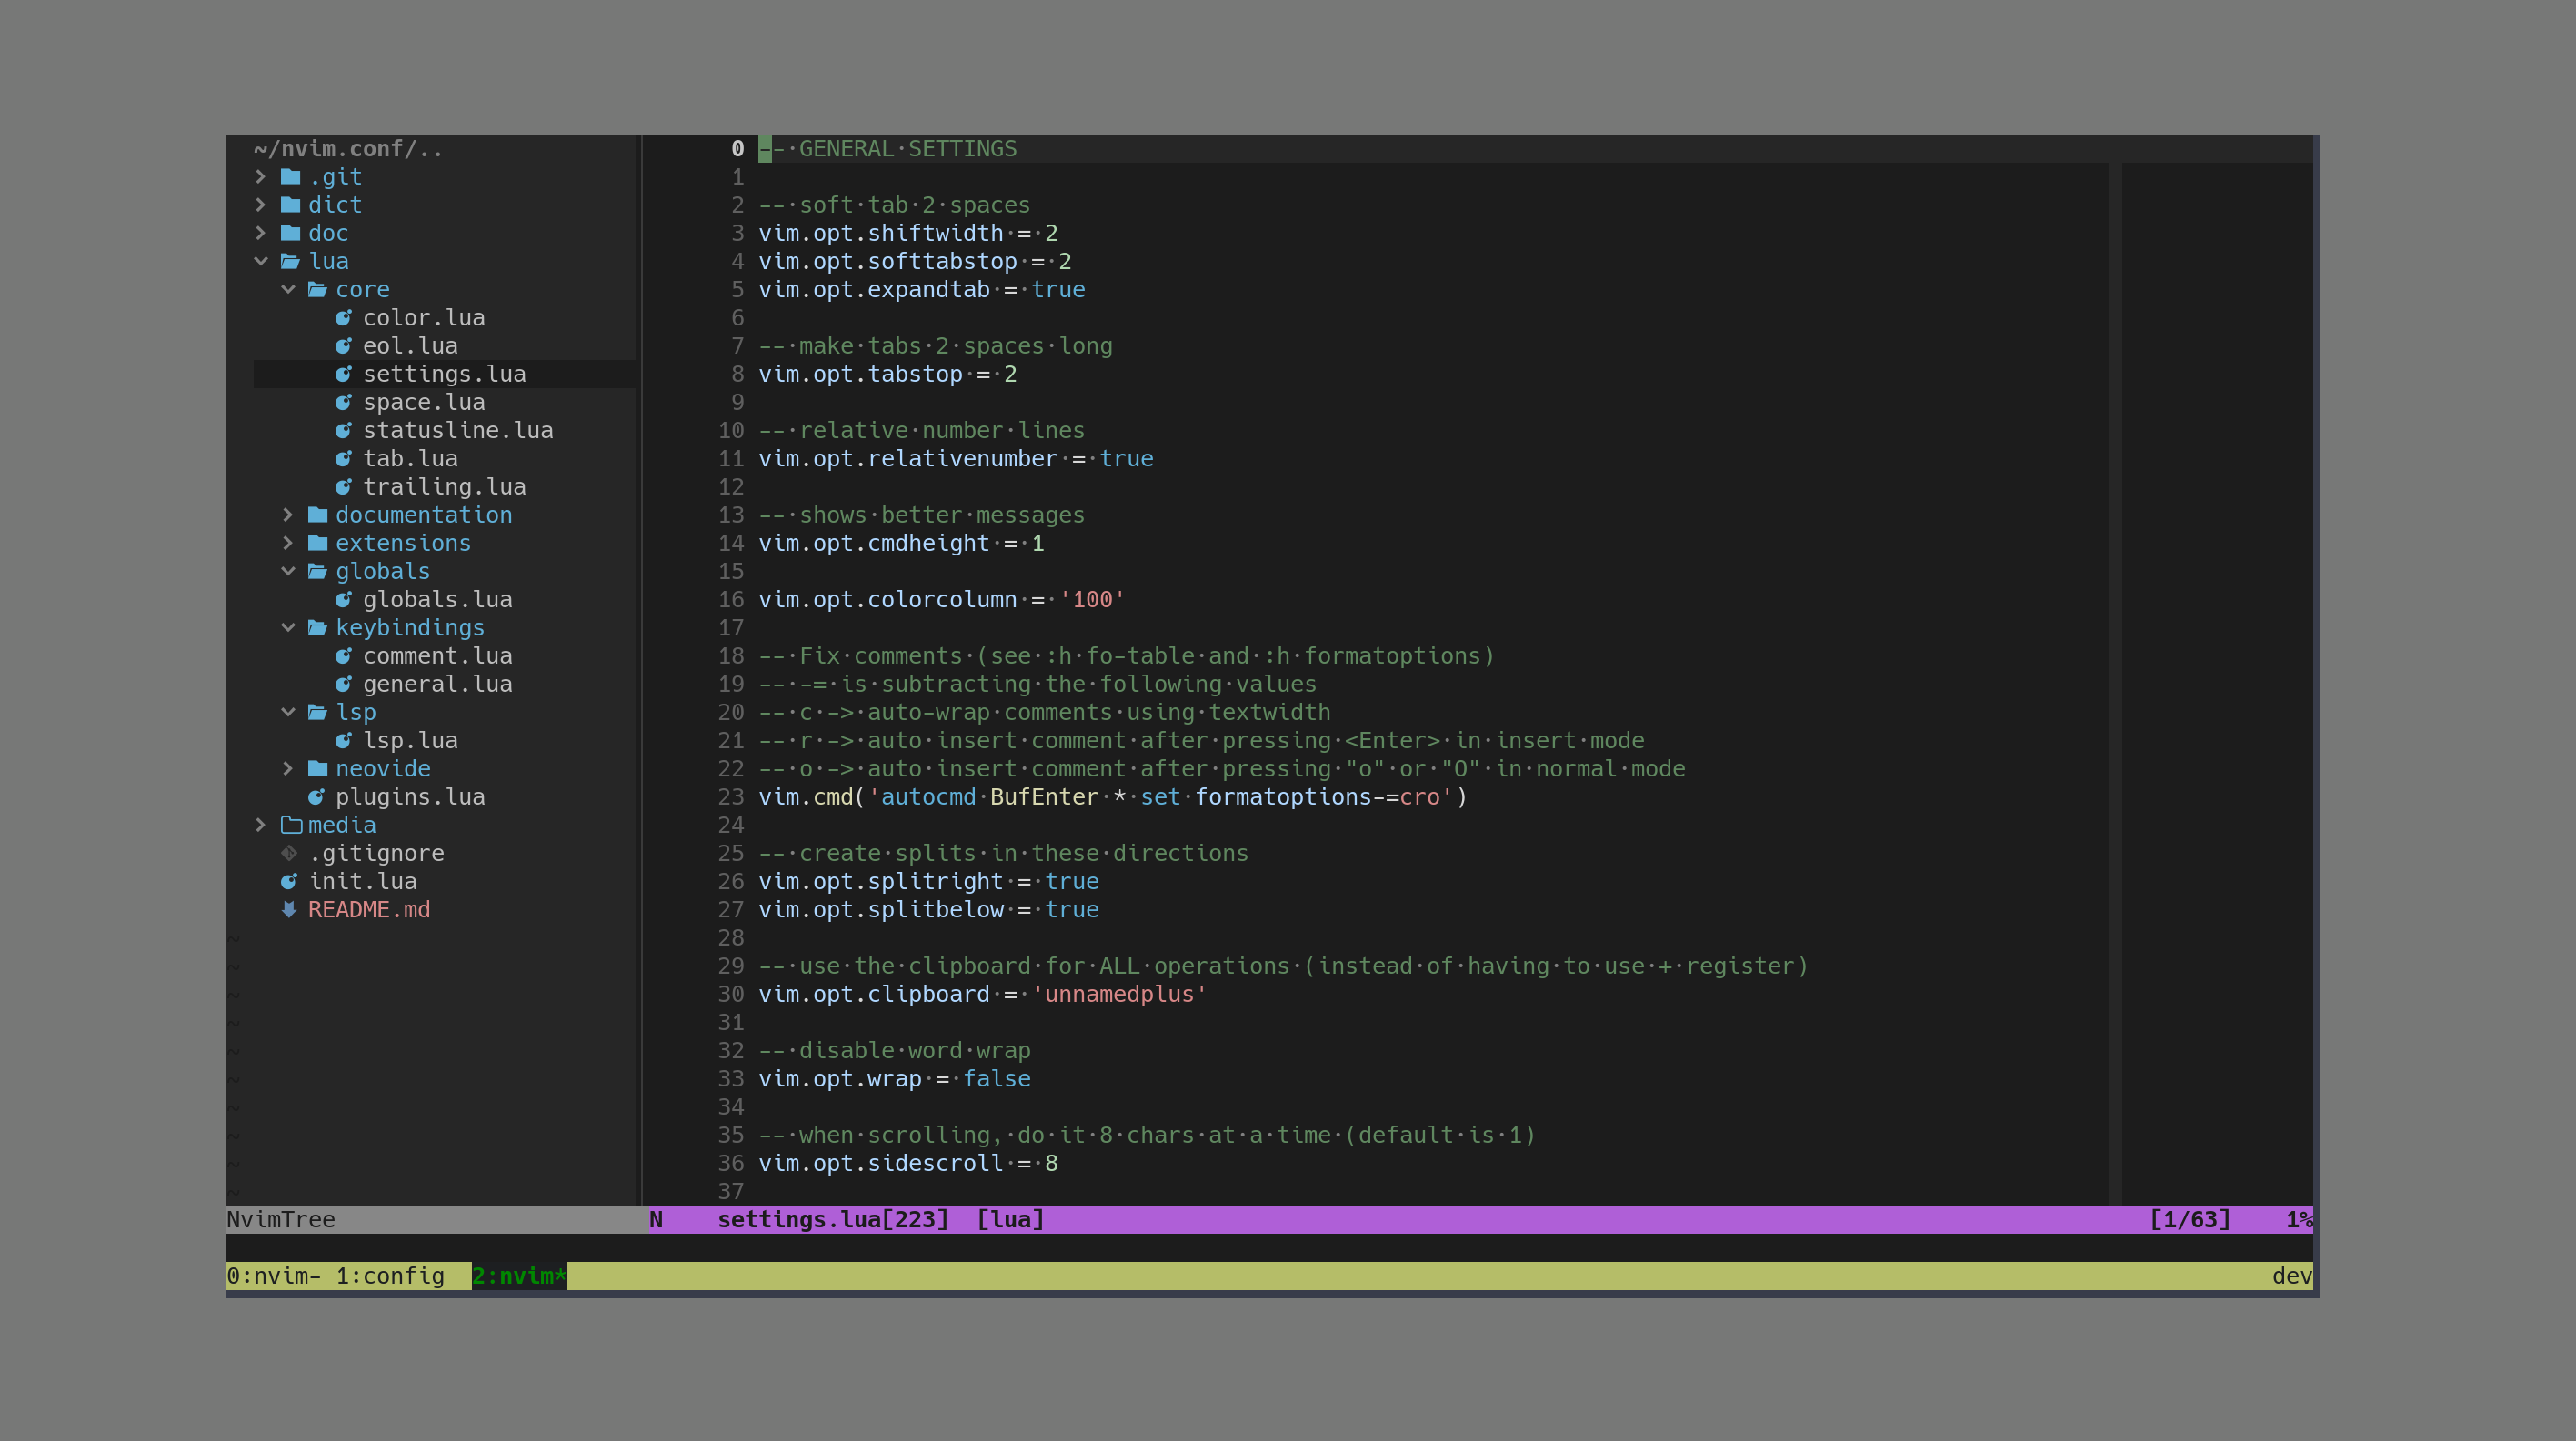 ~/nvim.conf/..
.git
dict
doc
lua
core
color.lua
eol.lua
settings.lua
space.lua
statusline.lua
tab.lua
trailing.lua
documentation
extensions
globals
globals.lua
keybindings
comment.lua
general.lua
lsp
lsp.lua
neovide
plugins.lua
media
.gitignore
init.lua
README.md
~
~
~
~
~
~
~
~
~
~
0 --·GENERAL·SETTINGS
1
2 --·soft·tab·2·spaces
3 vim.opt.shiftwidth·=·2
4 vim.opt.softtabstop·=·2
5 vim.opt.expandtab·=·true
6
7 --·make·tabs·2·spaces·long
8 vim.opt.tabstop·=·2
9
10 --·relative·number·lines
11 vim.opt.relativenumber·=·true
12
13 --·shows·better·messages
14 vim.opt.cmdheight·=·1
15
16 vim.opt.colorcolumn·=·'100'
17
18 --·Fix·comments·(see·:h·fo-table·and·:h·formatoptions)
19 --·-=·is·subtracting·the·following·values
20 --·c·->·auto-wrap·comments·using·textwidth
21 --·r·->·auto·insert·comment·after·pressing·<Enter>·in·insert·mode
22 --·o·->·auto·insert·comment·after·pressing·"o"·or·"O"·in·normal·mode
23 vim.cmd('autocmd·BufEnter·*·set·formatoptions-=cro')
24
25 --·create·splits·in·these·directions
26 vim.opt.splitright·=·true
27 vim.opt.splitbelow·=·true
28
29 --·use·the·clipboard·for·ALL·operations·(instead·of·having·to·use·+·register)
30 vim.opt.clipboard·=·'unnamedplus'
31
32 --·disable·word·wrap
33 vim.opt.wrap·=·false
34
35 --·when·scrolling,·do·it·8·chars·at·a·time·(default·is·1)
36 vim.opt.sidescroll·=·8
37
NvimTree
N settings.lua[223] [lua] [1/63] 1%
0:nvim- 1:config 2:nvim* dev